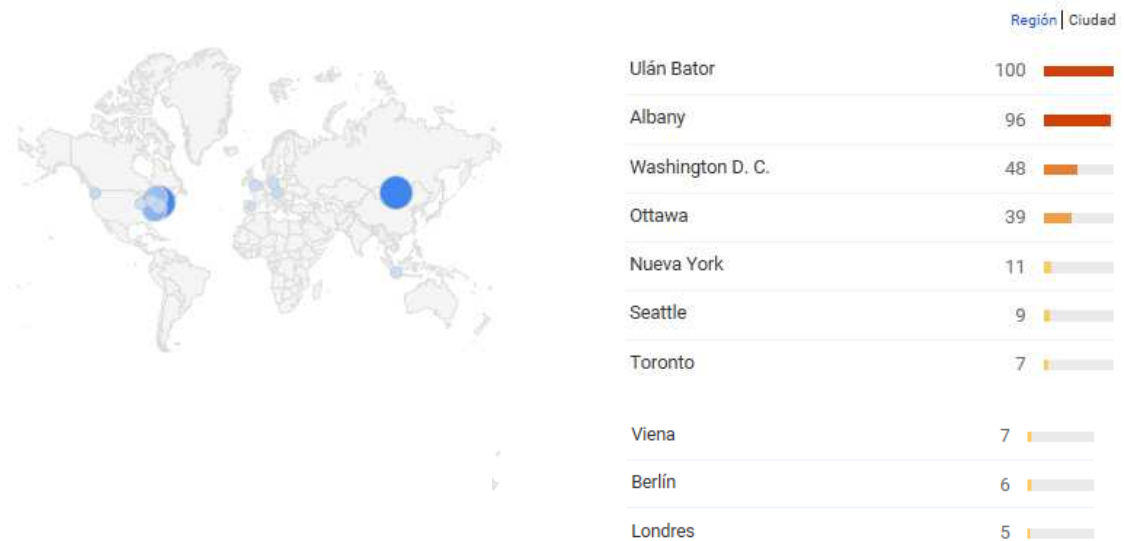 Región | Ciudad
Ulán Bator 100
Albany 96
Washington D. C. 48
Ottawa 39
Nueva York 11
Seattle 9
Toronto 7
Viena 7
Berlín 6
Londres 5